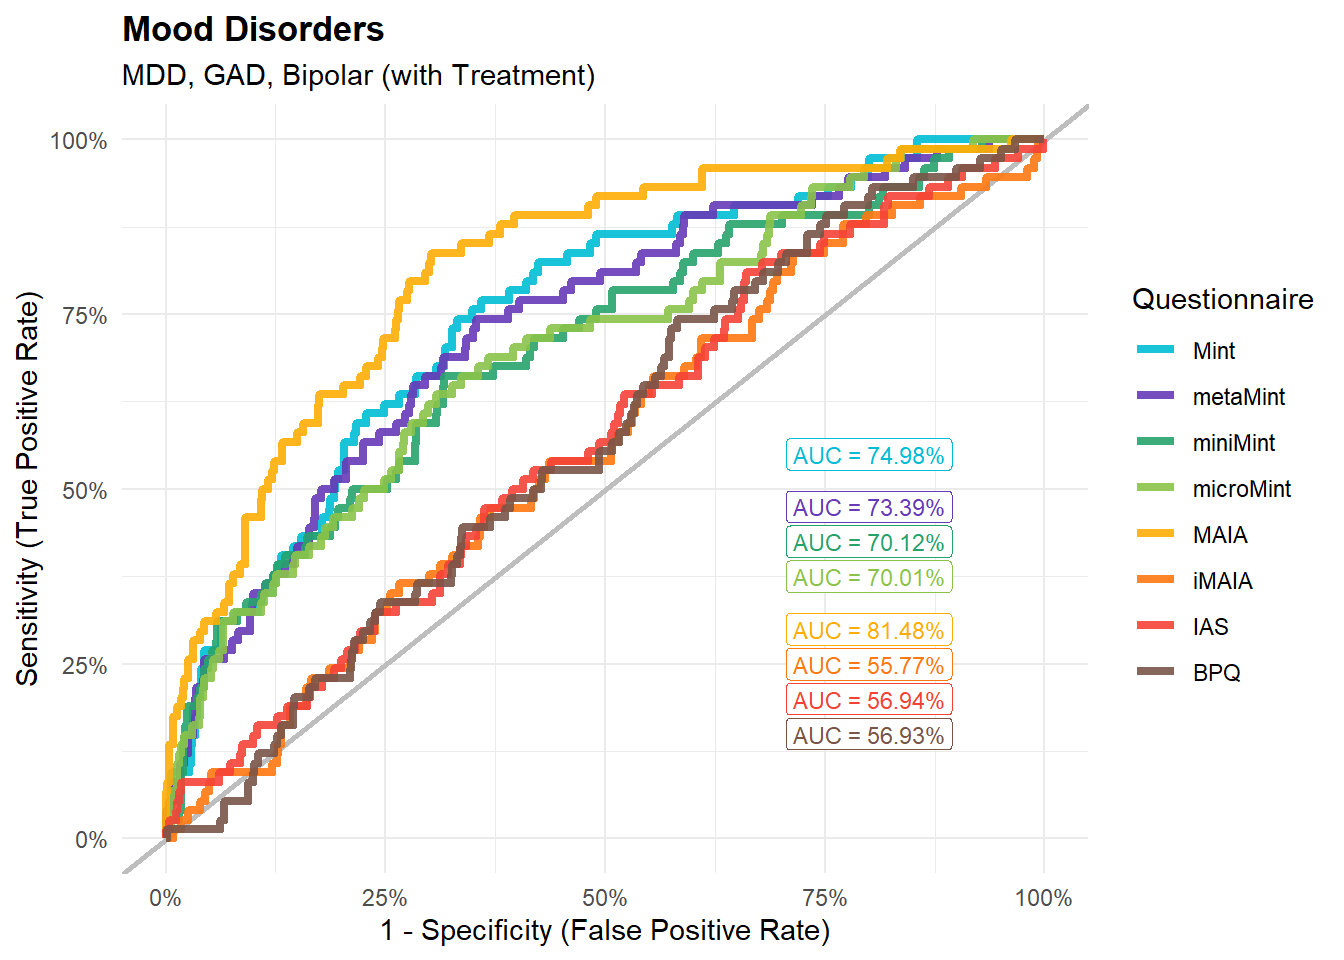 Mood Disorders
MDD, GAD, Bipolar (with Treatment)
Sensitivity (True Positive Rate)
100%
75%
50%
25%
0%
AUC = 74.98%
AUC = 73.39%
AUC = 70.12%
AUC = 70.01%
AUC = 81.48%
AUC = 55.77%
AUC = 56.94%
AUC = 56.93%
0%
25%
50%
75%
100%
1 - Specificity (False Positive Rate)
Questionnaire
Mint
metaMint
miniMint
microMint
MAIA
iMAIA
IAS
BPQ